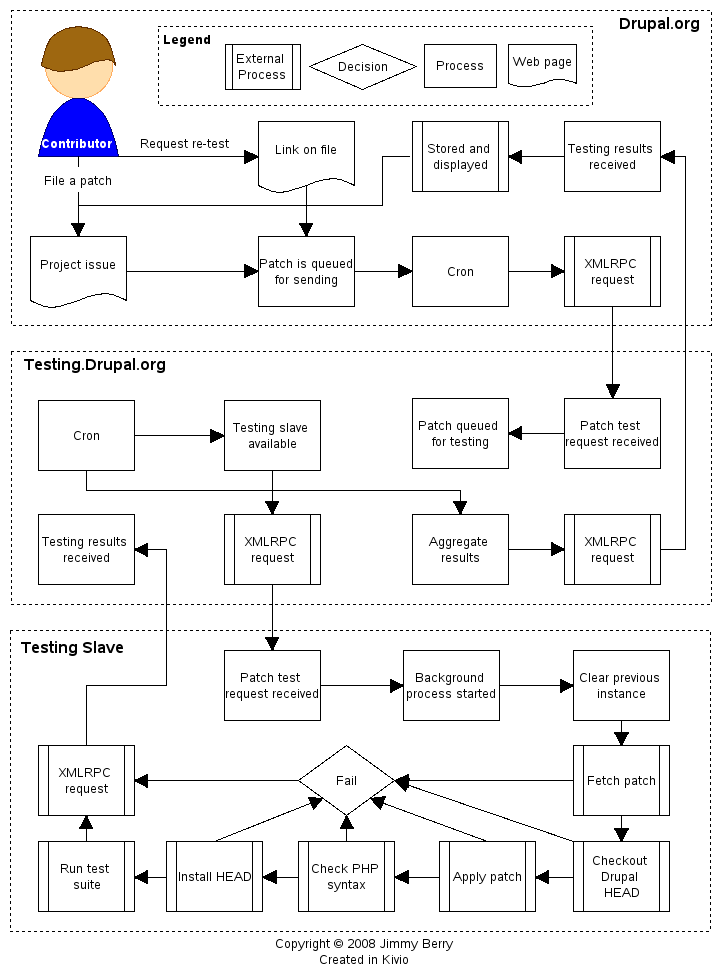 Drupal.org
Legend
External
Process
Decision
Process
Web page
Contributor
Request re-test
File a patch
Link on file
Stored and
displayed
Testing results
received
Project issue
Patch is queued
for sending
Cron
XMLRPC
request
Testing.Drupal.org
Cron
Testing slave
available
Patch queued
for testing
Patch test
request received
Testing results
received
XMLRPC
request
Aggregate
results
XMLRPC
request
Testing Slave
Patch test
request received
Background
process started
Clear previous
instance
XMLRPC
request
Fail
Fetch patch
Run test
suite
Install HEAD
Check PHP
syntax
Apply patch
Checkout
Drupal
HEAD
Copyright © 2008 Jimmy Berry
Created in Kivio